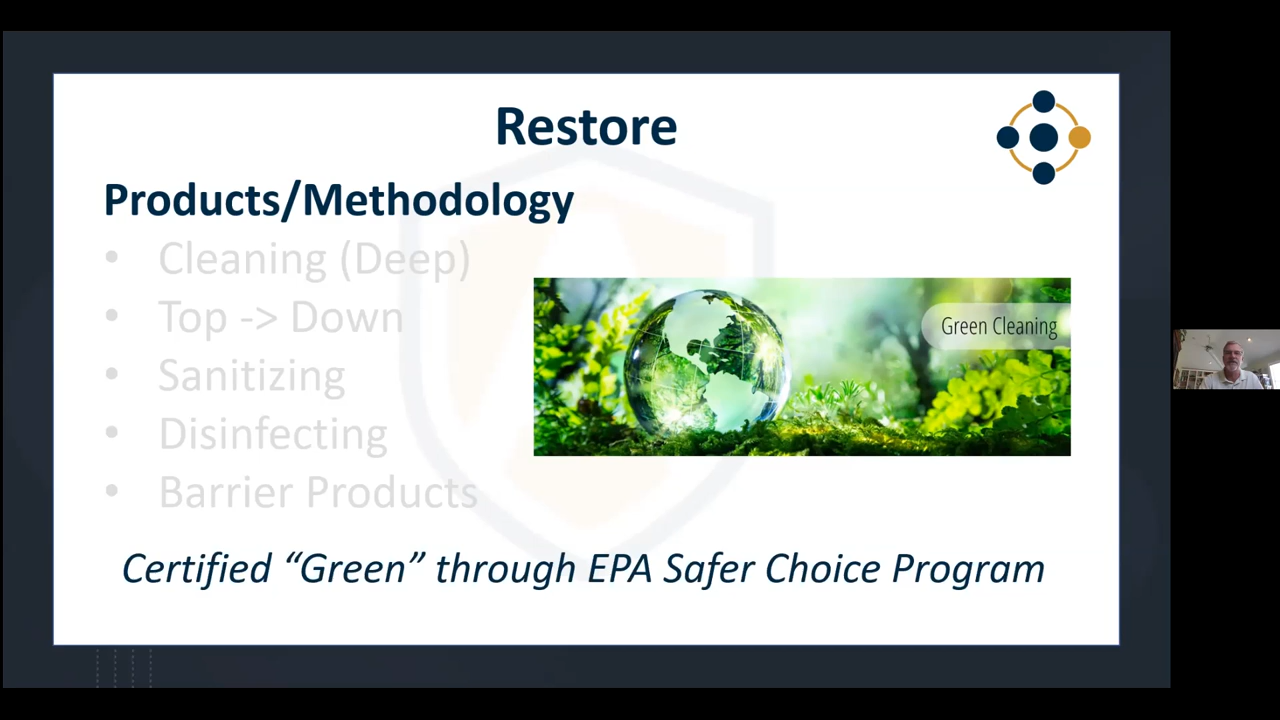 Restore
Products/Methodology
• Cleaning (Deep)
• Top -> Down
• Sanitizing
• Disinfecting
• Barrier Products
Green Cleaning
Certified “Green” through EPA Safer Choice Program